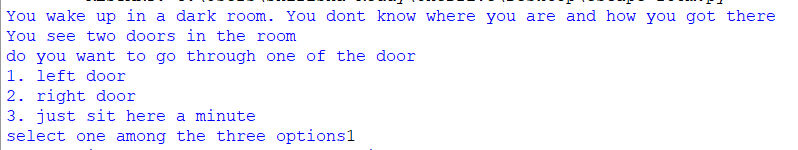 You wake up in a dark room. You dont know where you are and how you got there
You see two doors in the room
do you want to go through one of the door
1. left door
2. right door
3. just sit here a minute
select one among the three options1